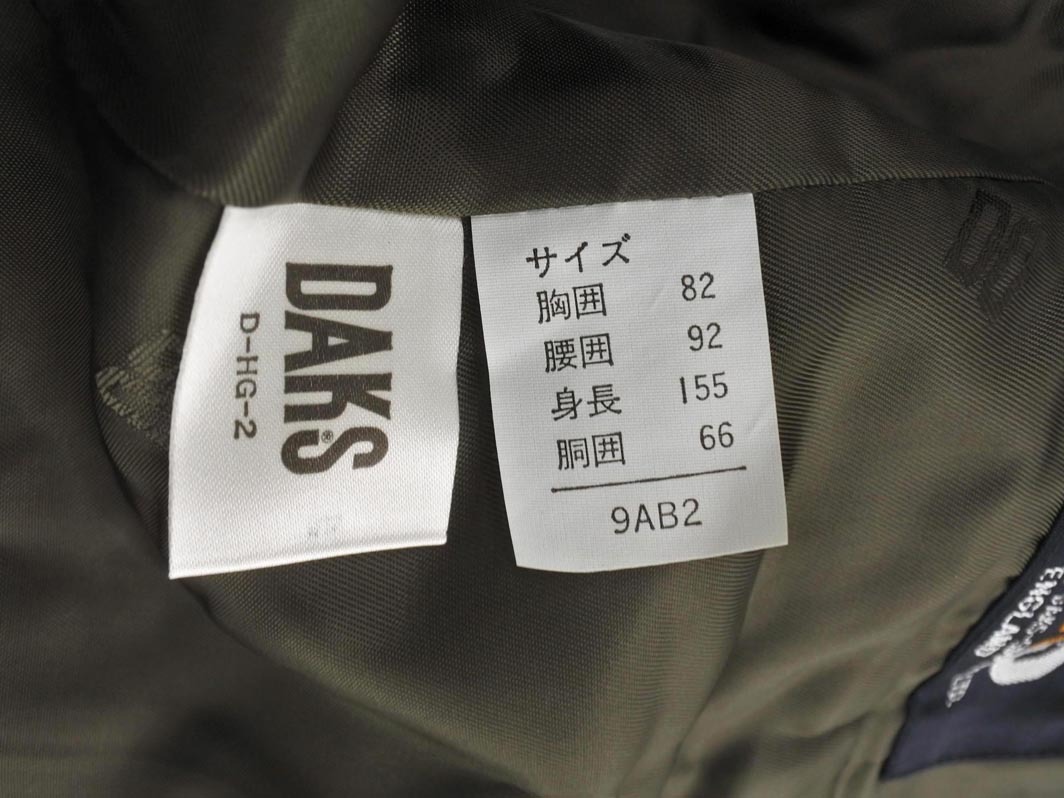 DAKS®
D-HG-2
サイズ
胸囲 82
腰囲 92
身長 155
胴囲 66
9AB2
ENGLAND